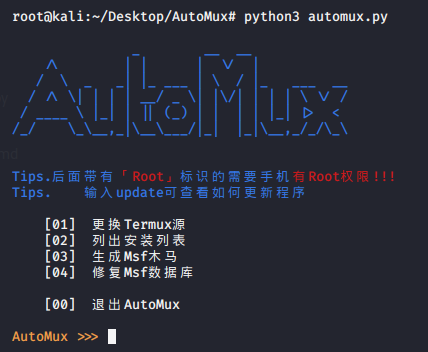 root@kali:~/Desktop/AutoMux# python3 automux.py
AutoMux
Tips.后面带有「Root」标识的需要手机有Root权限!!!
Tips.    输入update可查看如何更新程序
[01]  更换Termux源
[02]  列出安装列表
[03]  生成Msf木马
[04]  修复Msf数据库
[00]  退出AutoMux
AutoMux >>>